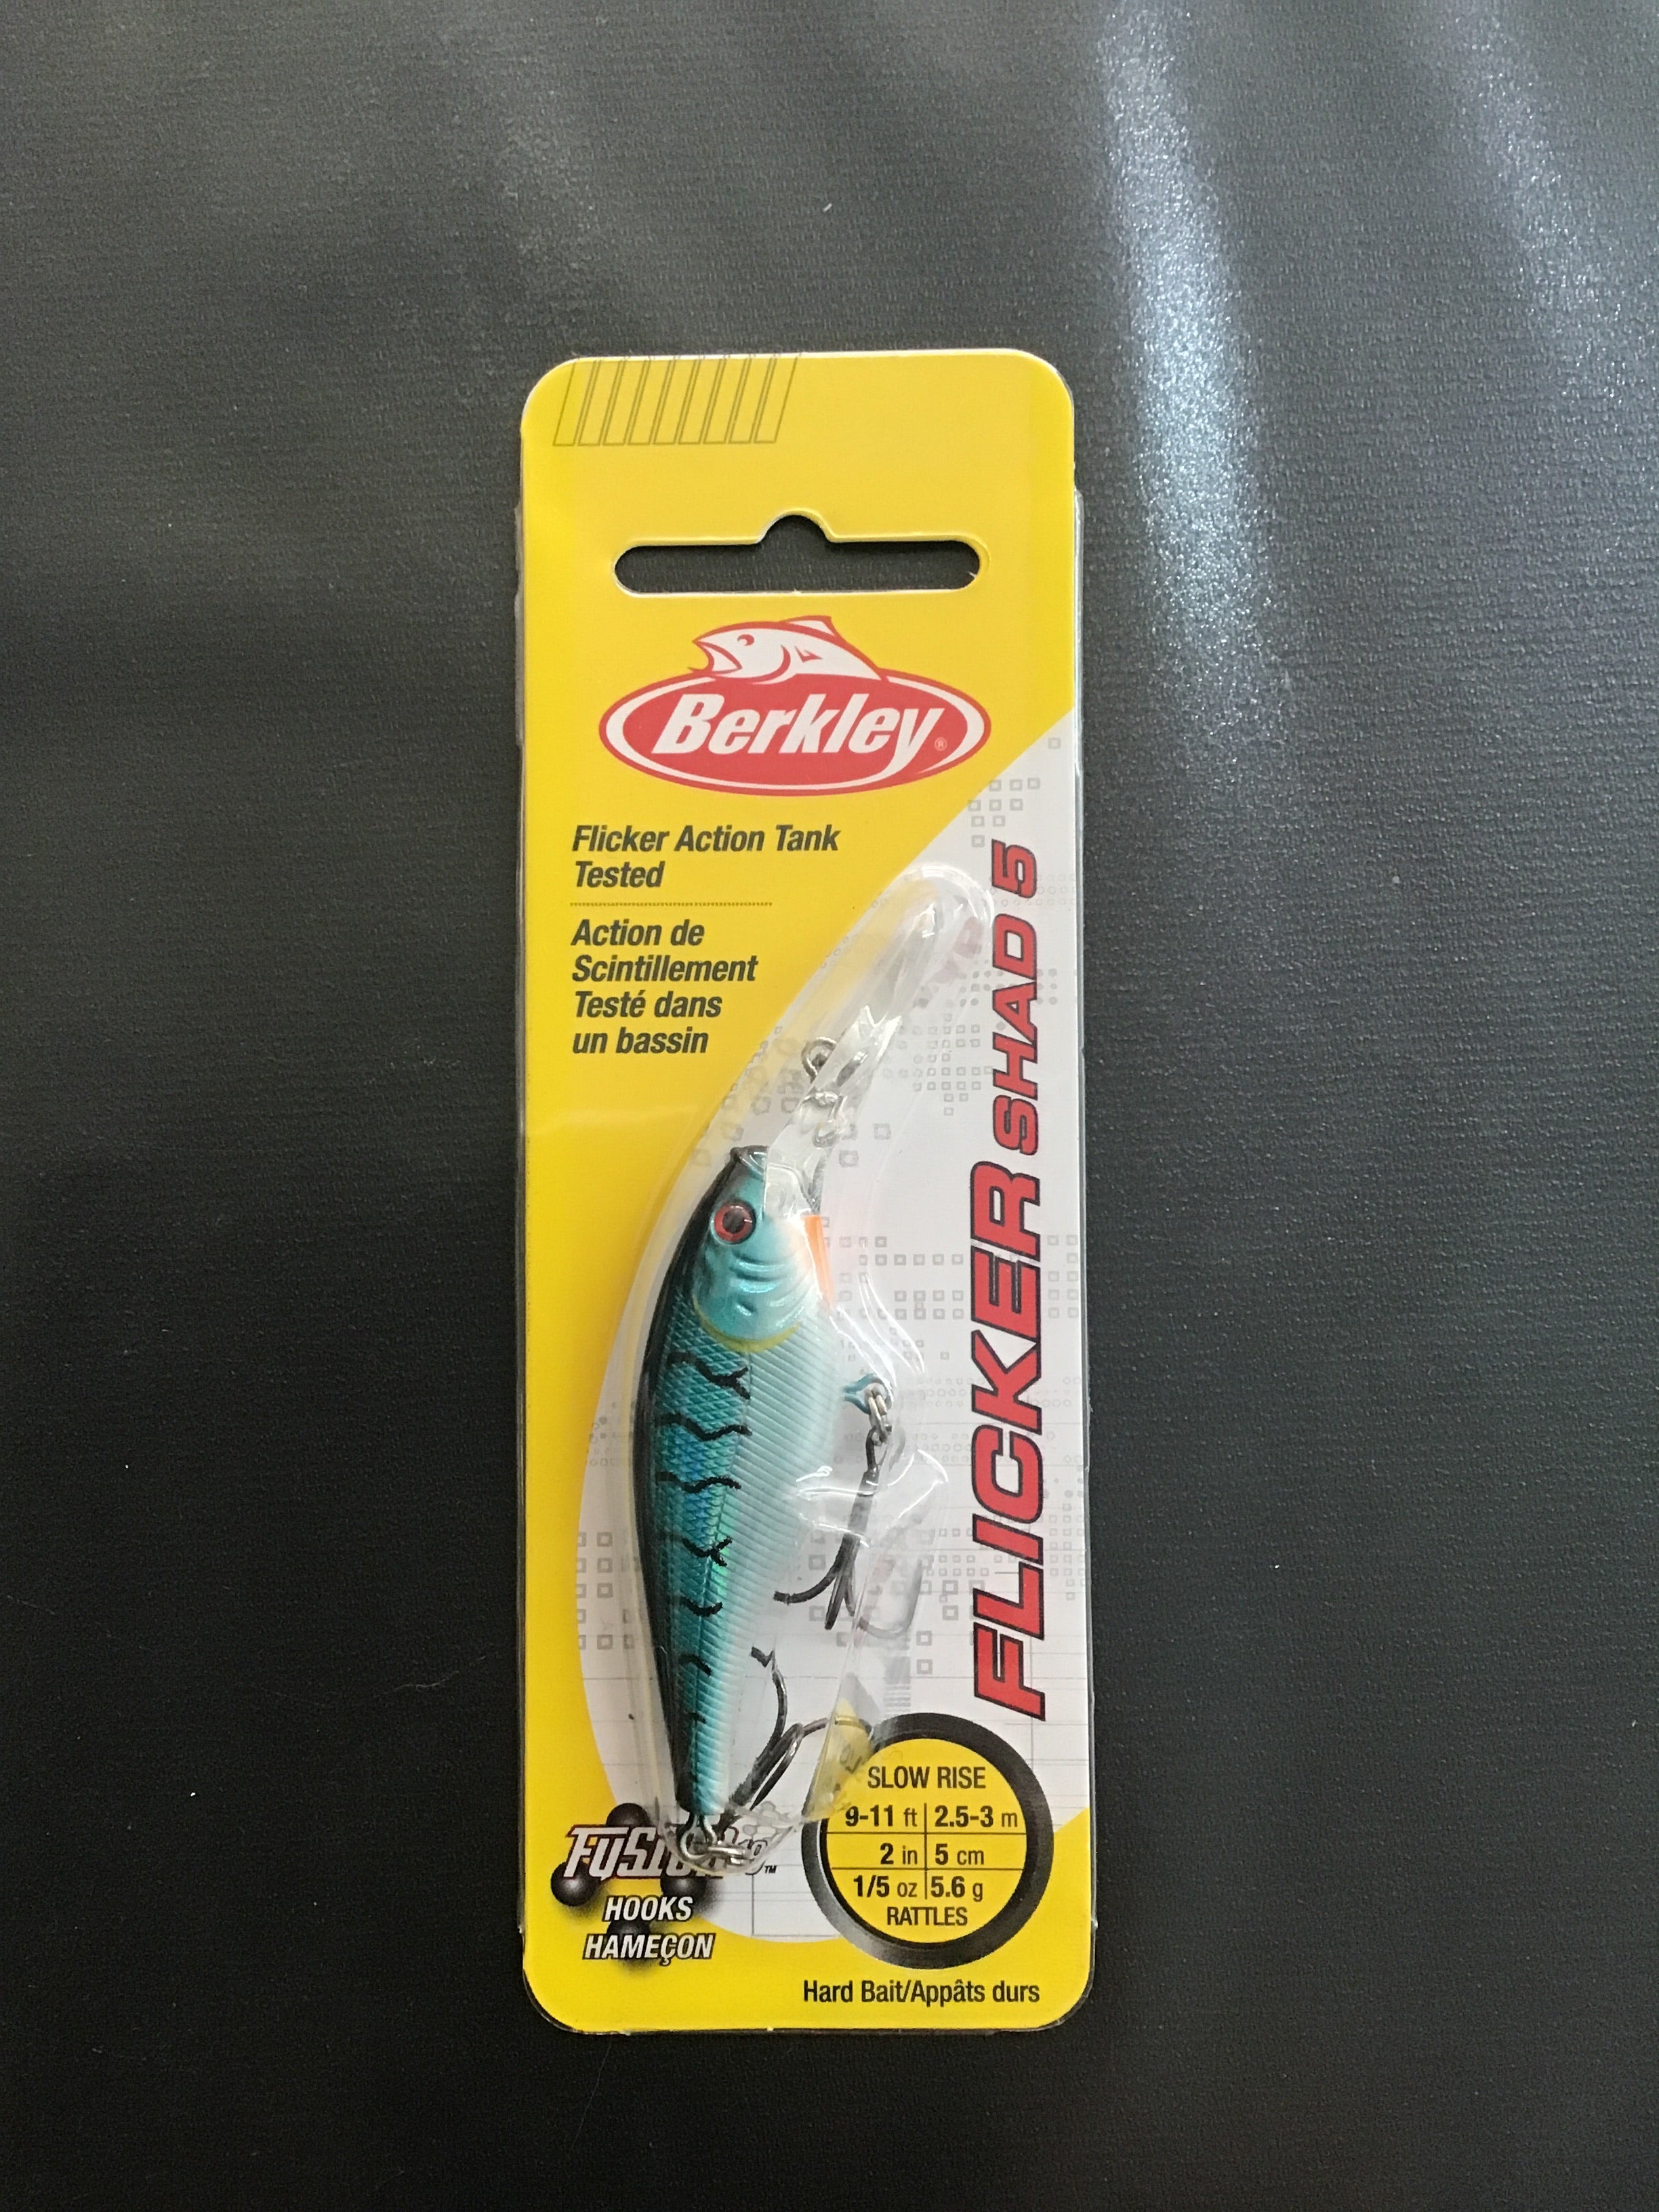 Berkley®
Flicker Action Tank
Tested
Action de
Scintillement
Testé dans
un bassin
FLICKER SHAD 5
SLOW RISE
9-11 ft 2.5-3 m
2 in 5 cm
1/5 oz 5.6 g
RATTLES
HOOKS
HAMEÇON
Hard Bait/Appâts durs